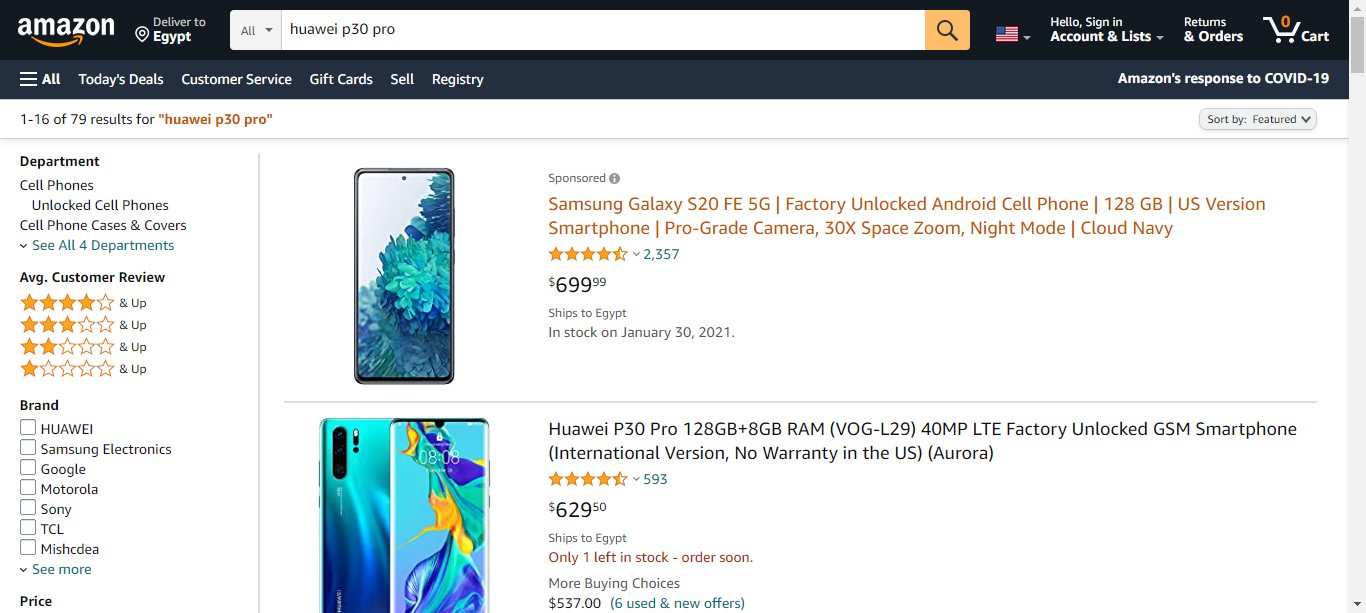 amazon
Deliver to
Egypt
All
huawei p30 pro
Hello, Sign in
Account & Lists
Returns
& Orders
0
Cart
All
Today's Deals
Customer Service
Gift Cards
Sell
Registry
Amazon's response to COVID-19
1-16 of 79 results for "huawei p30 pro"
Sort by: Featured
Department
Cell Phones
Unlocked Cell Phones
Cell Phone Cases & Covers
See All 4 Departments
Avg. Customer Review
& Up
& Up
& Up
& Up
Brand
HUAWEI
Samsung Electronics
Google
Motorola
Sony
TCL
Mishcdea
See more
Price
Sponsored
Samsung Galaxy S20 FE 5G | Factory Unlocked Android Cell Phone | 128 GB | US Version
Smartphone | Pro-Grade Camera, 30X Space Zoom, Night Mode | Cloud Navy
2,357
$69999
Ships to Egypt
In stock on January 30, 2021.
08:08
HUAWEI
Huawei P30 Pro 128GB+8GB RAM (VOG-L29) 40MP LTE Factory Unlocked GSM Smartphone
(International Version, No Warranty in the US) (Aurora)
593
$62950
Ships to Egypt
Only 1 left in stock - order soon.
More Buying Choices
$537.00 (6 used & new offers)